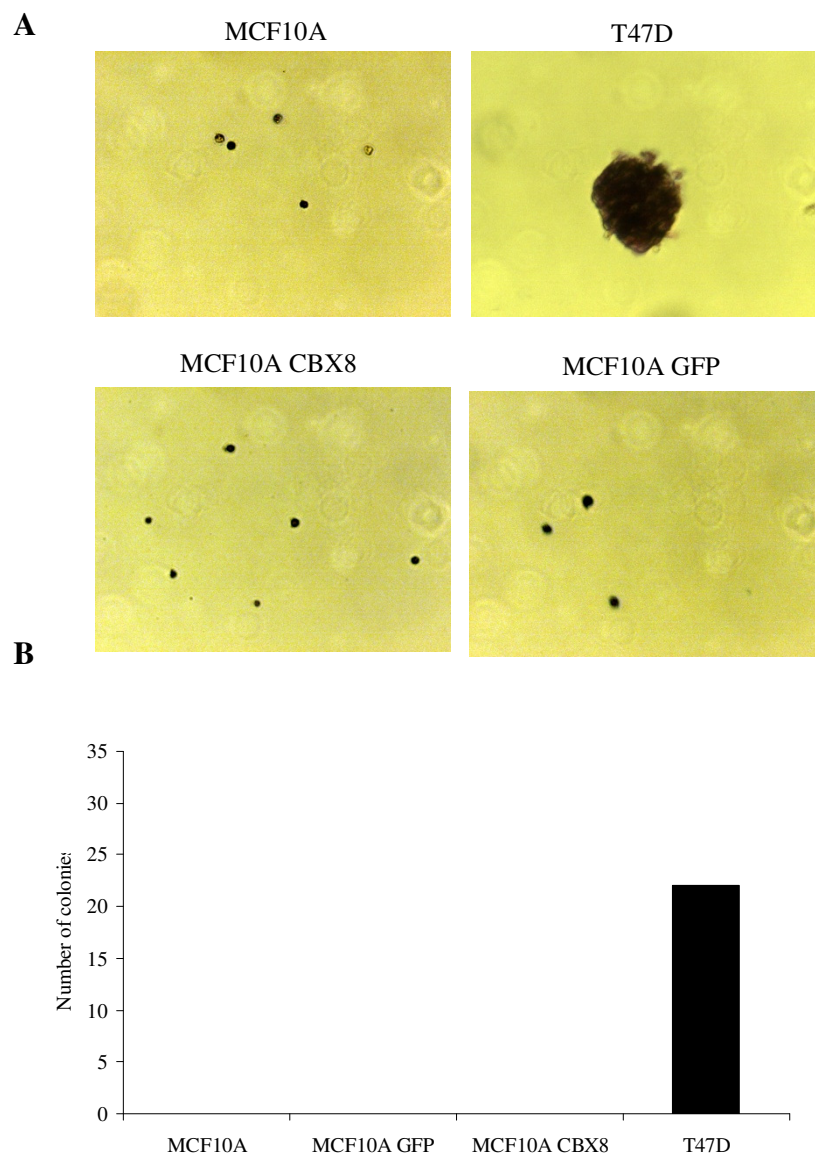 A
MCF10A
T47D
MCF10A CBX8
MCF10A GFP
B
35
30
25
20
15
10
5
0
Number of colonies
MCF10A
MCF10A GFP
MCF10A CBX8
T47D